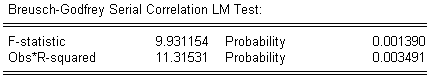 Breusch-Godfrey Serial Correlation LM Test:
F-statistic 9.931154 Probability 0.001390
Obs*R-squared 11.31531 Probability 0.003491